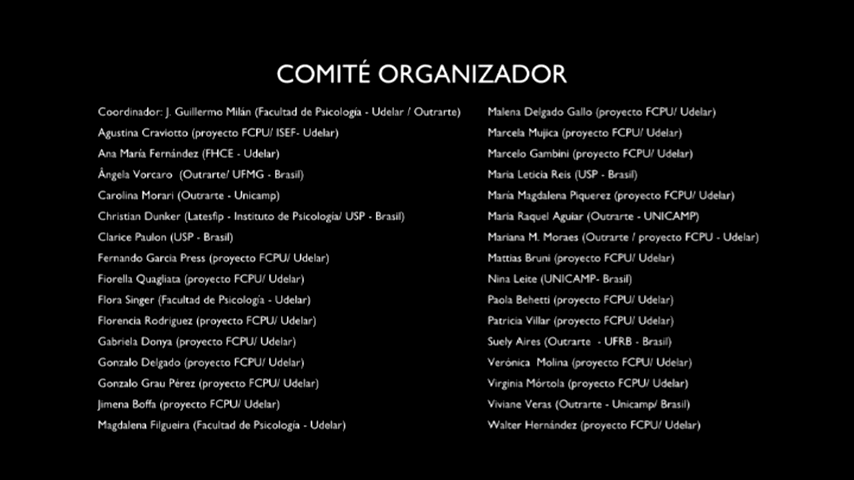 COMITÉ ORGANIZADOR
Coordinador: J. Guillermo Milán (Facultad de Psicología - Udelar / Outrarte)
Agustina Craviotto (proyecto FCPU/ ISEF- Udelar)
Ana María Fernández (FHCE - Udelar)
Ângela Vorcaro (Outrarte/ UFMG - Brasil)
Carolina Morari (Outrarte - Unicamp)
Christian Dunker (Latesfip - Instituto de Psicología/ USP - Brasil)
Clarice Paulon (USP - Brasil)
Fernando García Press (proyecto FCPU/ Udelar)
Fiorella Quagliata (proyecto FCPU/ Udelar)
Flora Singer (Facultad de Psicología - Udelar)
Florencia Rodriguez (proyecto FCPU/ Udelar)
Gabriela Donya (proyecto FCPU/ Udelar)
Gonzalo Delgado (proyecto FCPU/ Udelar)
Gonzalo Grau Pérez (proyecto FCPU/ Udelar)
Jimena Boffa (proyecto FCPU/ Udelar)
Magdalena Filgueira (Facultad de Psicología - Udelar)
Malena Delgado Gallo (proyecto FCPU/ Udelar)
Marcela Mujica (proyecto FCPU/ Udelar)
Marcelo Gambini (proyecto FCPU/ Udelar)
Maria Leticia Reis (USP - Brasil)
María Magdalena Piquerez (proyecto FCPU/ Udelar)
Maria Raquel Aguiar (Outrarte - UNICAMP)
Mariana M. Moraes (Outrarte / proyecto FCPU - Udelar)
Mattias Bruni (proyecto FCPU/ Udelar)
Nina Leite (UNICAMP- Brasil)
Paola Behetti (proyecto FCPU/ Udelar)
Patricia Villar (proyecto FCPU/ Udelar)
Suely Aires (Outrarte - UFRB - Brasil)
Verónica Molina (proyecto FCPU/ Udelar)
Virginia Mórtola (proyecto FCPU/ Udelar)
Viviane Veras (Outrarte - Unicamp/ Brasil)
Walter Hernández (proyecto FCPU/ Udelar)